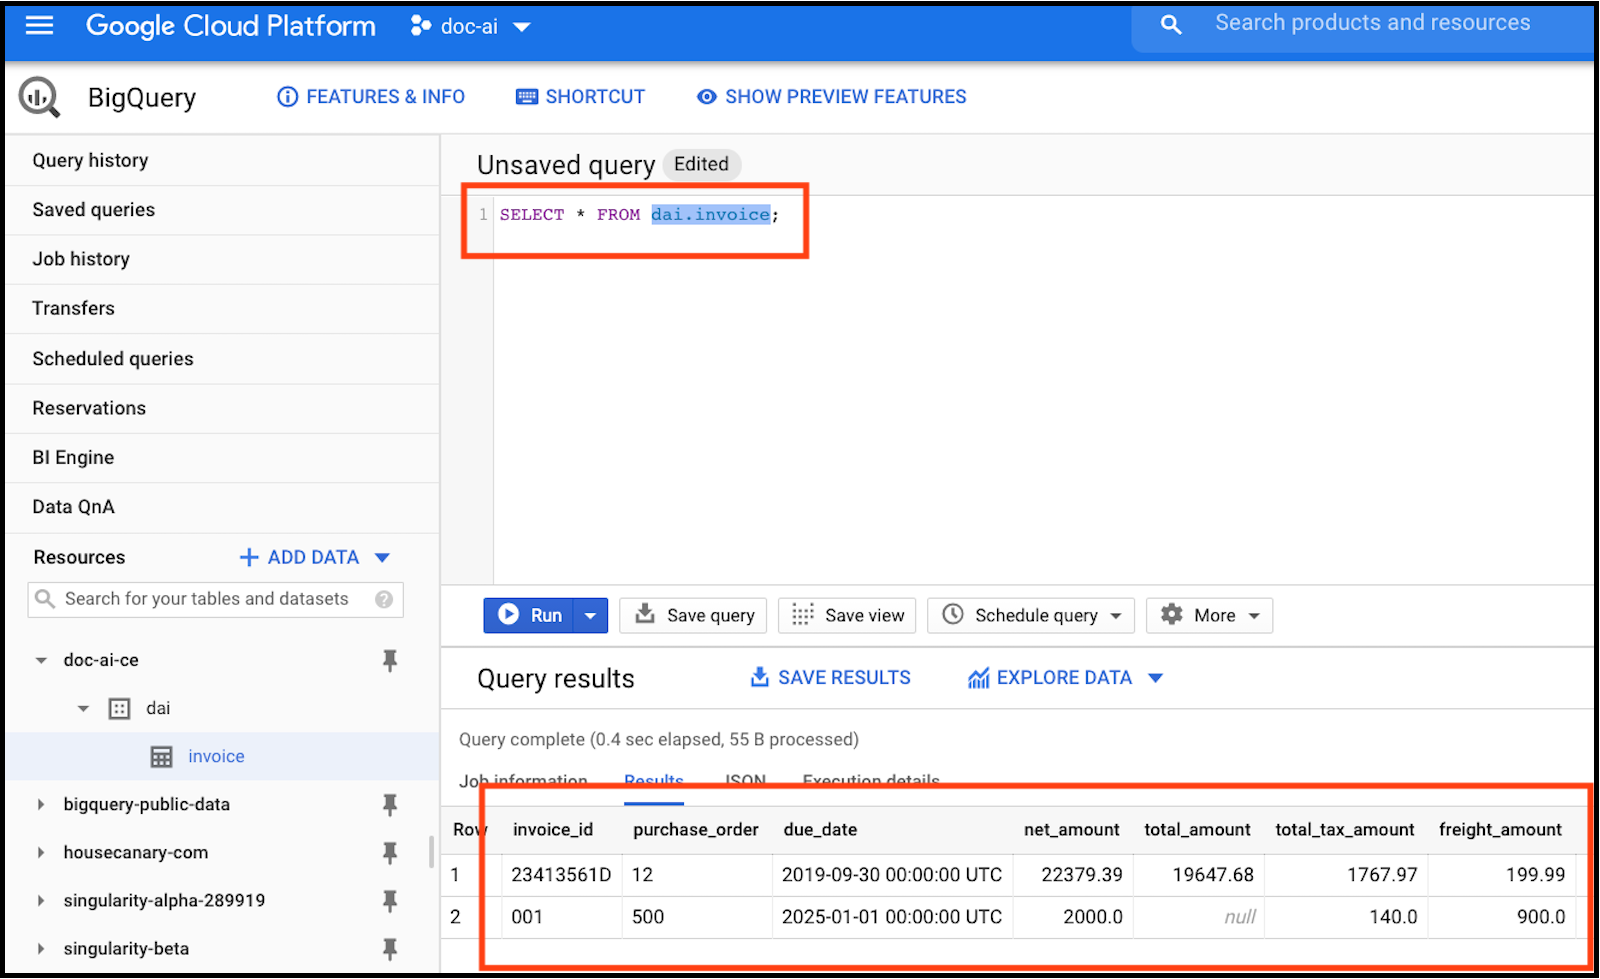 Google Cloud Platform
doc-ai
Search products and resources
BigQuery
FEATURES & INFO
SHORTCUT
SHOW PREVIEW FEATURES
Query history
Saved queries
Job history
Transfers
Scheduled queries
Reservations
BI Engine
Data QnA
Resources
ADD DATA
Search for your tables and datasets
doc-ai-ce
dai
invoice
bigquery-public-data
housecanary-com
singularity-alpha-289919
singularity-beta
Unsaved query
Edited
1 SELECT * FROM dai.invoice;
Run
Save query
Save view
Schedule query
More
Query results
SAVE RESULTS
EXPLORE DATA
Query complete (0.4 sec elapsed, 55 B processed)
Job information Results JSON Execution details
Row invoice_id purchase_order due_date net_amount total_amount total_tax_amount freight_amount
1 23413561D 12 2019-09-30 00:00:00 UTC 22379.39 19647.68 1767.97 199.99
2 001 500 2025-01-01 00:00:00 UTC 2000.0 null 140.0 900.0